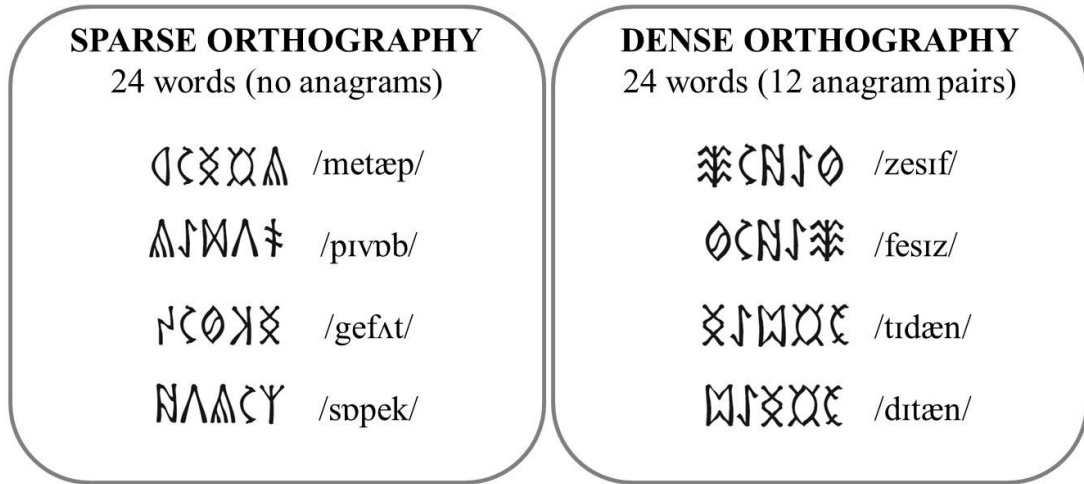 SPARSE ORTHOGRAPHY
24 words (no anagrams)
/metæp/
/pɪvɒb/
/gefʌt/
/sɒpek/
DENSE ORTHOGRAPHY
24 words (12 anagram pairs)
/zesɪf/
/fesɪz/
/tɪdæn/
/dɪtæn/